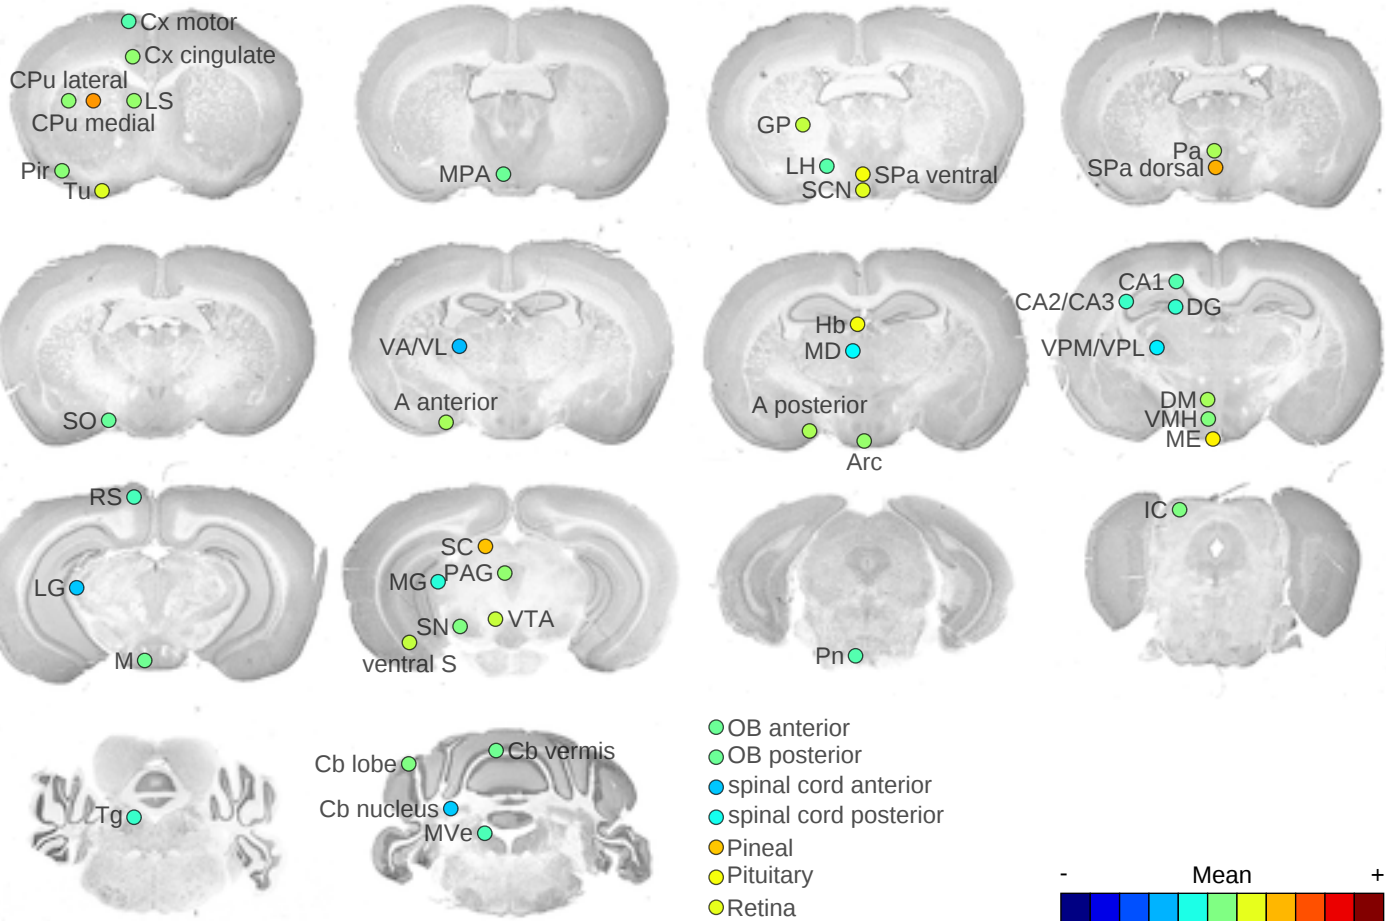 Cx motor
Cx cingulate
CPu lateral
LS
CPu medial
Pir
Tu
MPA
GP
LH
SPa ventral
SCN
Pa
SPa dorsal
SO
VA/VL
A anterior
Hb
MD
A posterior
Arc
CA1
CA2/CA3
DG
VPM/VPL
DM
VMH
ME
RS
LG
M
SC
MG
PAG
SN
VTA
ventral S
Pn
IC
Tg
Cb lobe
Cb vermis
Cb nucleus
MVe
OB anterior
OB posterior
spinal cord anterior
spinal cord posterior
Pineal
Pituitary
Retina
- Mean +